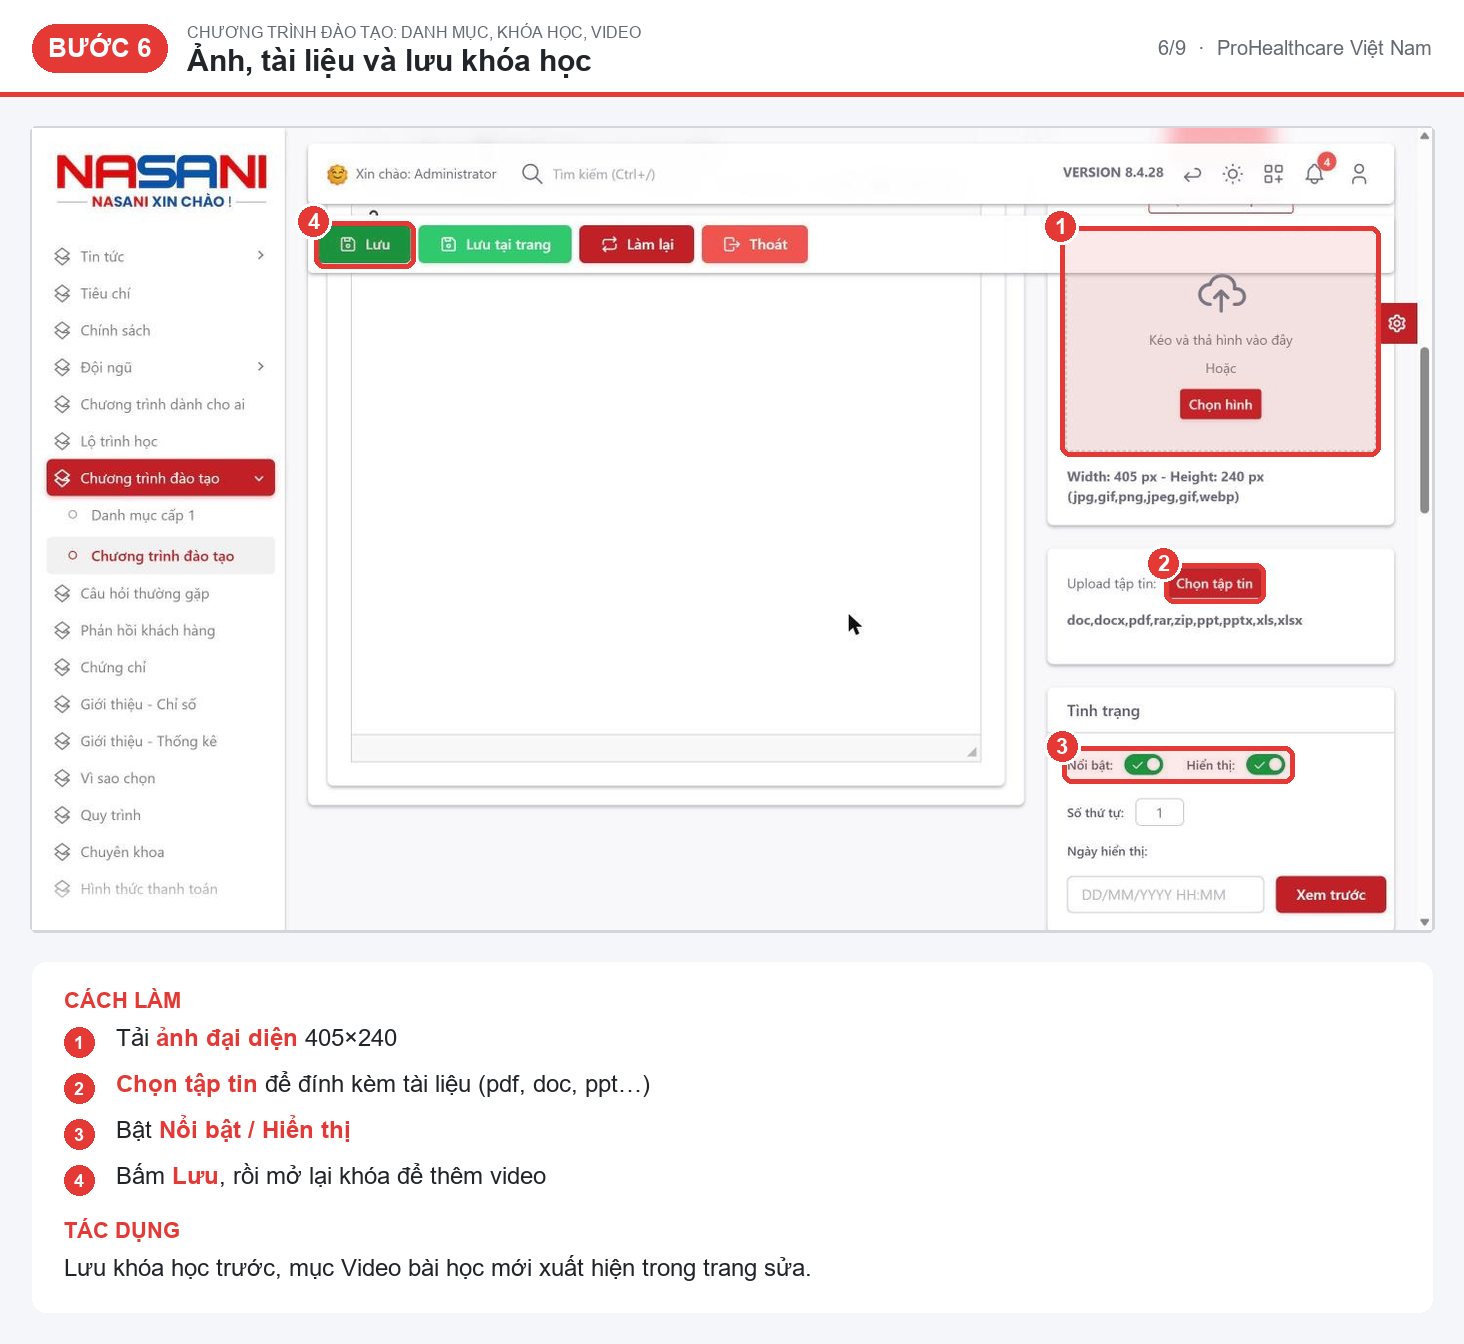 BƯỚC 6
CHƯƠNG TRÌNH ĐÀO TẠO: DANH MỤC, KHÓA HỌC, VIDEO
Ảnh, tài liệu và lưu khóa học
6/9 · ProHealthcare Việt Nam
NASANI
NASANI XIN CHÀO !
Xin chào: Administrator
Tìm kiếm (Ctrl+/)
VERSION 8.4.28
4
Tin tức
Tiêu chí
Chính sách
Đội ngũ
Chương trình dành cho ai
Lộ trình học
Chương trình đào tạo
Danh mục cấp 1
Chương trình đào tạo
Câu hỏi thường gặp
Phản hồi khách hàng
Chứng chỉ
Giới thiệu - Chỉ số
Giới thiệu - Thống kê
Vì sao chọn
Quy trình
Chuyên khoa
Hình thức thanh toán
4
Lưu
Lưu tại trang
Làm lại
Thoát
1
Kéo và thả hình vào đây
Hoặc
Chọn hình
Width: 405 px - Height: 240 px
(jpg,gif,png,jpeg,gif,webp)
2
Upload tập tin: Chọn tập tin
doc,docx,pdf,rar,zip,ppt,pptx,xls,xlsx
Tình trạng
3
Nổi bật: Hiển thị:
Số thứ tự: 1
Ngày hiển thị:
DD/MM/YYYY HH:MM
Xem trước
CÁCH LÀM
1 Tải ảnh đại diện 405×240
2 Chọn tập tin để đính kèm tài liệu (pdf, doc, ppt…)
3 Bật Nổi bật / Hiển thị
4 Bấm Lưu, rồi mở lại khóa để thêm video
TÁC DỤNG
Lưu khóa học trước, mục Video bài học mới xuất hiện trong trang sửa.